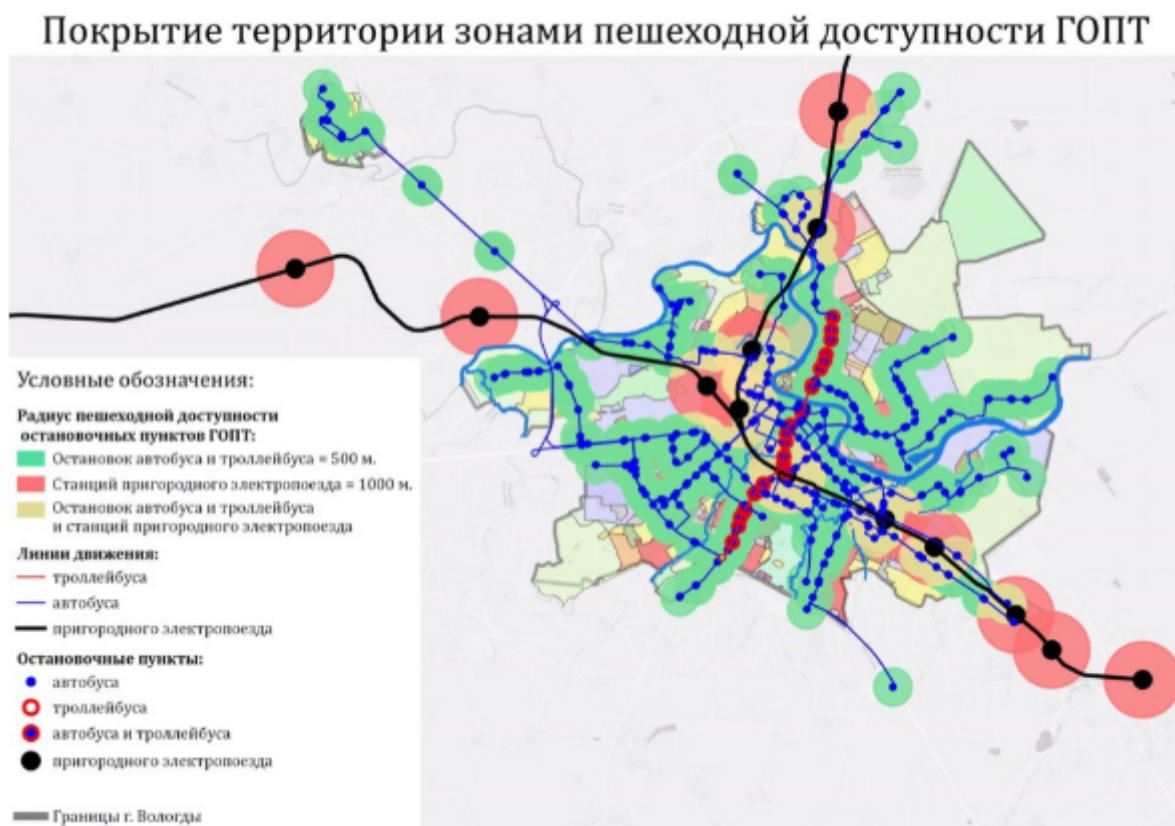 Покрытие территории зонами пешеходной доступности ГОПТ
Условные обозначения:
Радиус пешеходной доступности
остановочных пунктов ГОПТ:
Остановок автобуса и троллейбуса = 500 м.
Станций пригородного электропоезда = 1000 м.
Остановок автобуса и троллейбуса
и станций пригородного электропоезда
Линии движения:
троллейбуса
автобуса
пригородного электропоезда
Остановочные пункты:
автобуса
троллейбуса
автобуса и троллейбуса
пригородного электропоезда
Границы г. Вологды